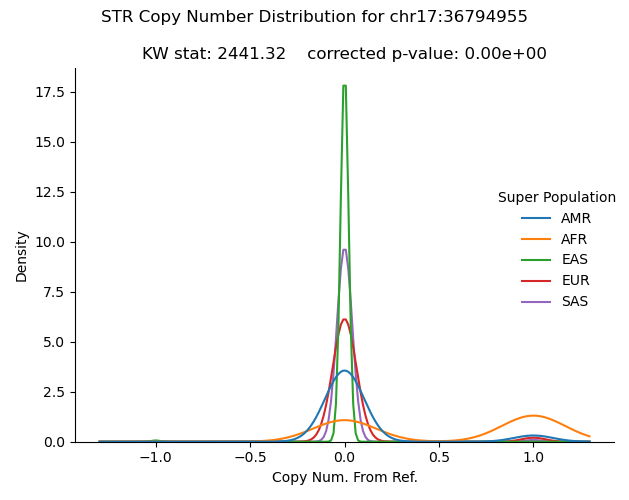 STR Copy Number Distribution for chr17:36794955
KW stat: 2441.32    corrected p-value: 0.00e+00
17.5
15.0
12.5
10.0
7.5
5.0
2.5
0.0
Density
−1.0
−0.5
0.0
0.5
1.0
Copy Num. From Ref.
Super Population
AMR
AFR
EAS
EUR
SAS